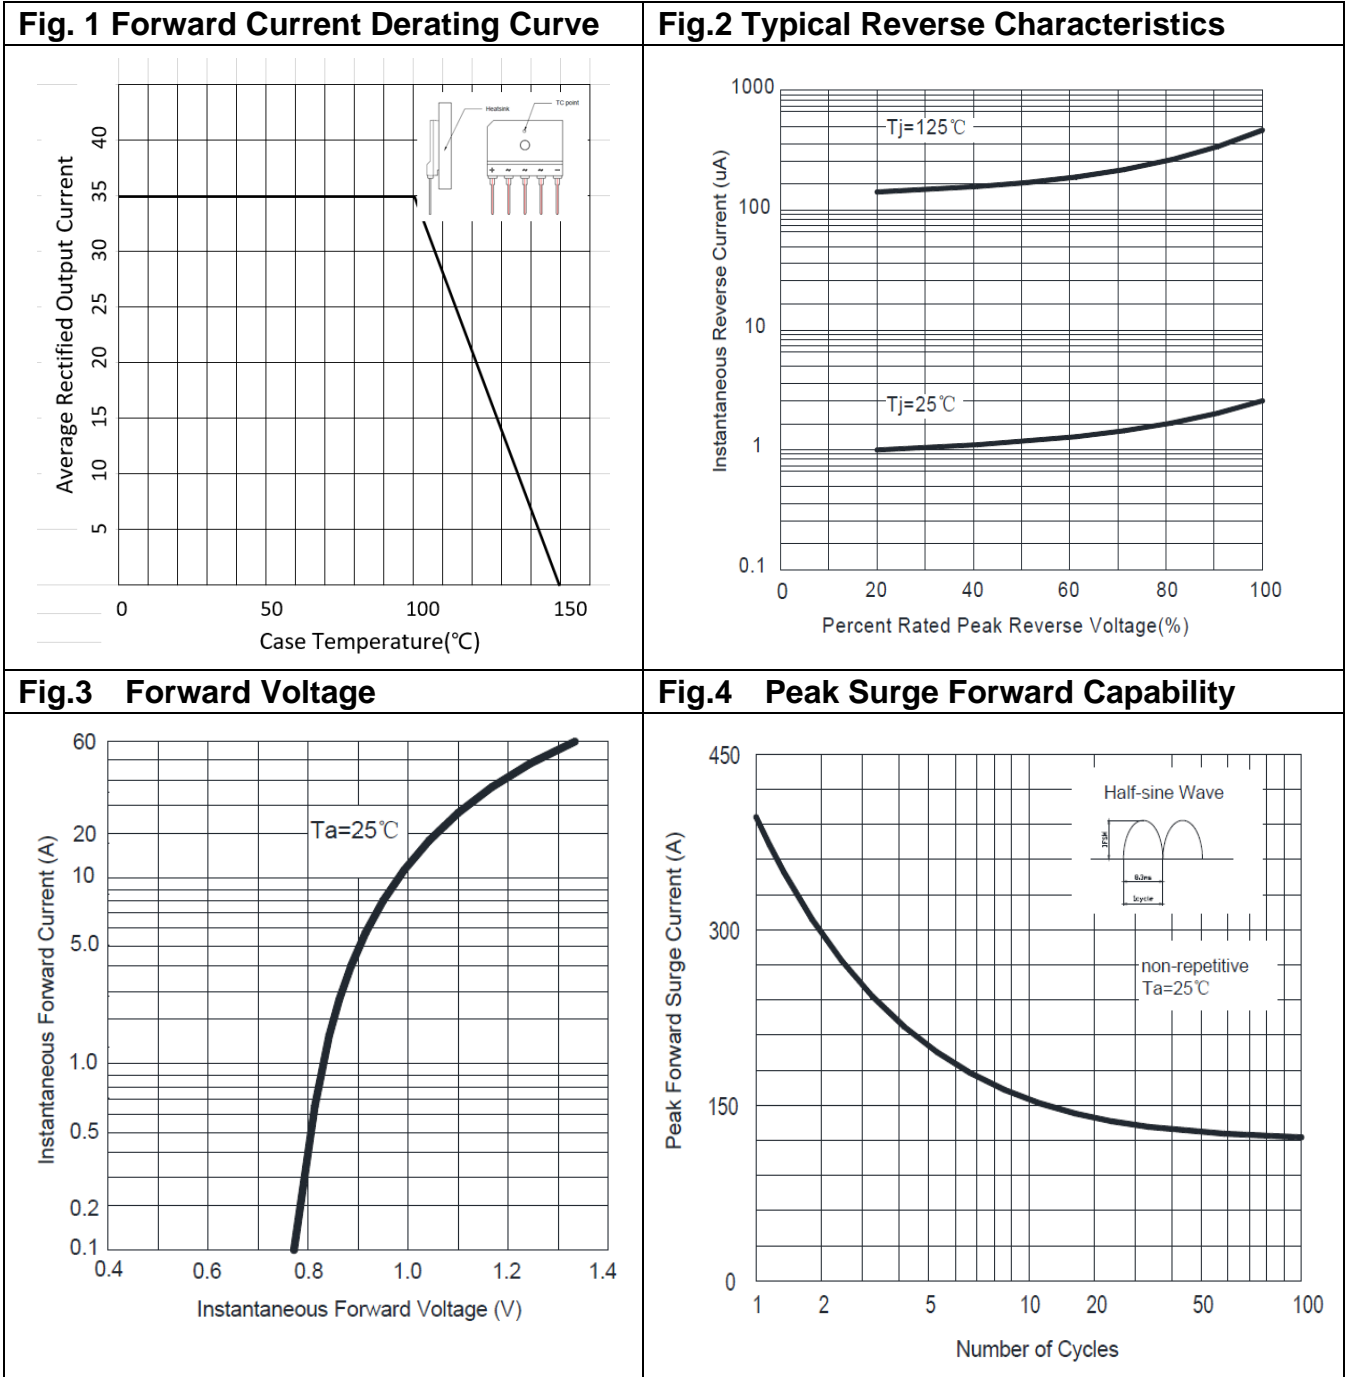 Fig. 1 Forward Current Derating Curve
Average Rectified Output Current
40
35
30
25
20
15
10
5
Heatsink
TC point
+ ~ ~ ~ −
0 50 100 150
Case Temperature(℃)
Fig.2 Typical Reverse Characteristics
Instantaneous Reverse Current (uA)
1000
100
10
1
0.1
Tj=125℃
Tj=25℃
0 20 40 60 80 100
Percent Rated Peak Reverse Voltage(%)
Fig.3 Forward Voltage
Instantaneous Forward Current (A)
60
20
10
5.0
1.0
0.5
0.2
0.1
Ta=25℃
0.4 0.6 0.8 1.0 1.2 1.4
Instantaneous Forward Voltage (V)
Fig.4 Peak Surge Forward Capability
Peak Forward Surge Current (A)
450
300
150
0
Half-sine Wave
IFSM
8.3ms
1cycle
non-repetitive
Ta=25℃
1 2 5 10 20 50 100
Number of Cycles